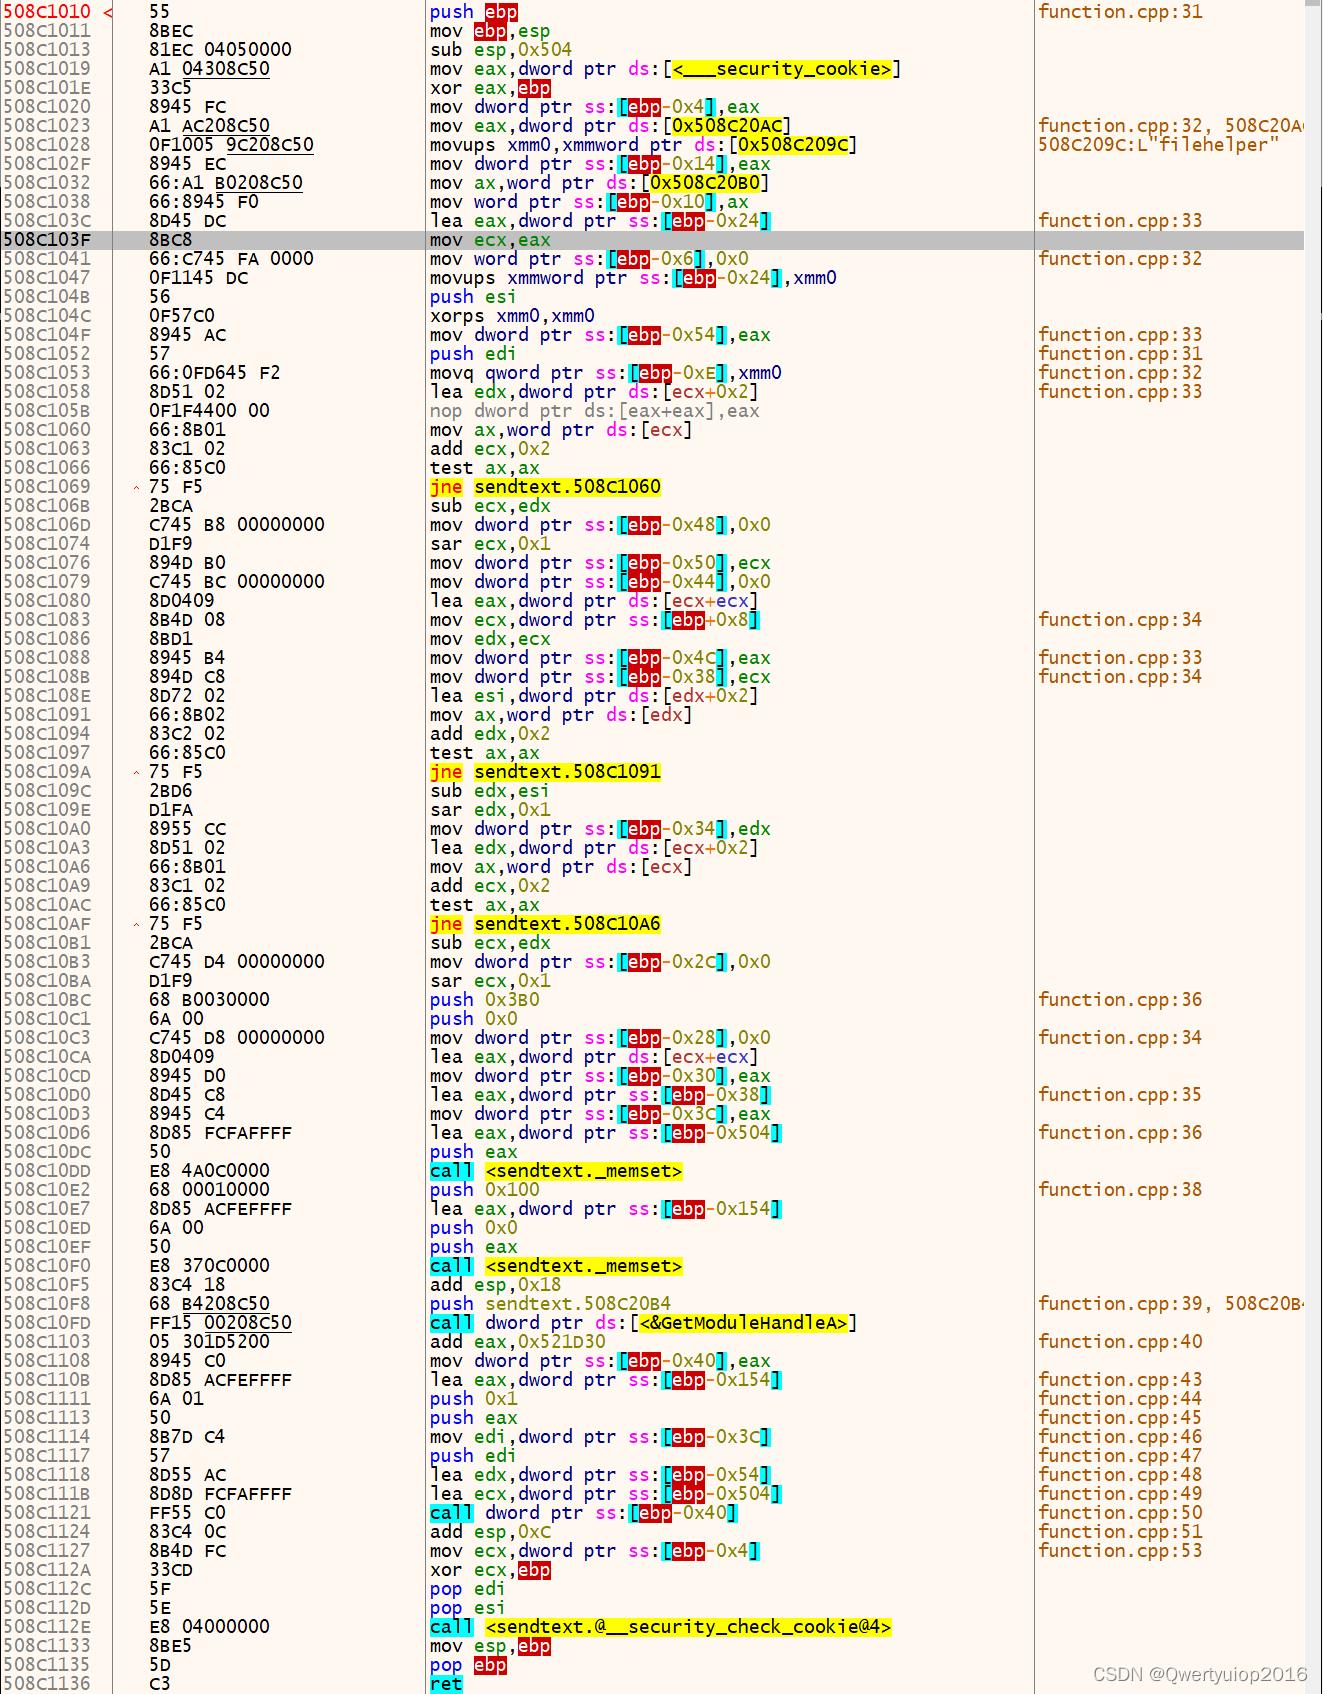 508C1010 < 55 push ebp function.cpp:31
508C1011 8BEC mov ebp,esp
508C1013 81EC 04050000 sub esp,0x504
508C1019 A1 04308C50 mov eax,dword ptr ds:[<___security_cookie>]
508C101E 33C5 xor eax,ebp
508C1020 8945 FC mov dword ptr ss:[ebp-0x4],eax
508C1023 A1 AC208C50 mov eax,dword ptr ds:[0x508C20AC] function.cpp:32, 508C20A
508C1028 0F1005 9C208C50 movups xmm0,xmmword ptr ds:[0x508C209C] 508C209C:L"filehelper"
508C102F 8945 EC mov dword ptr ss:[ebp-0x14],eax
508C1032 66:A1 B0208C50 mov ax,word ptr ds:[0x508C20B0]
508C1038 66:8945 F0 mov word ptr ss:[ebp-0x10],ax
508C103C 8D45 DC lea eax,dword ptr ss:[ebp-0x24] function.cpp:33
508C103F 8BC8 mov ecx,eax
508C1041 66:C745 FA 0000 mov word ptr ss:[ebp-0x6],0x0 function.cpp:32
508C1047 0F1145 DC movups xmmword ptr ss:[ebp-0x24],xmm0
508C104B 56 push esi
508C104C 0F57C0 xorps xmm0,xmm0
508C104F 8945 AC mov dword ptr ss:[ebp-0x54],eax function.cpp:33
508C1052 57 push edi function.cpp:31
508C1053 66:0FD645 F2 movq qword ptr ss:[ebp-0xE],xmm0 function.cpp:32
508C1058 8D51 02 lea edx,dword ptr ds:[ecx+0x2] function.cpp:33
508C105B 0F1F4400 00 nop dword ptr ds:[eax+eax],eax
508C1060 66:8B01 mov ax,word ptr ds:[ecx]
508C1063 83C1 02 add ecx,0x2
508C1066 66:85C0 test ax,ax
508C1069 ^ 75 F5 jne sendtext.508C1060
508C106B 2BCA sub ecx,edx
508C106D C745 B8 00000000 mov dword ptr ss:[ebp-0x48],0x0
508C1074 D1F9 sar ecx,0x1
508C1076 894D B0 mov dword ptr ss:[ebp-0x50],ecx
508C1079 C745 BC 00000000 mov dword ptr ss:[ebp-0x44],0x0
508C1080 8D0409 lea eax,dword ptr ds:[ecx+ecx]
508C1083 8B4D 08 mov ecx,dword ptr ss:[ebp+0x8] function.cpp:34
508C1086 8BD1 mov edx,ecx
508C1088 8945 B4 mov dword ptr ss:[ebp-0x4C],eax function.cpp:33
508C108B 894D C8 mov dword ptr ss:[ebp-0x38],ecx function.cpp:34
508C108E 8D72 02 lea esi,dword ptr ds:[edx+0x2]
508C1091 66:8B02 mov ax,word ptr ds:[edx]
508C1094 83C2 02 add edx,0x2
508C1097 66:85C0 test ax,ax
508C109A ^ 75 F5 jne sendtext.508C1091
508C109C 2BD6 sub edx,esi
508C109E D1FA sar edx,0x1
508C10A0 8955 CC mov dword ptr ss:[ebp-0x34],edx
508C10A3 8D51 02 lea edx,dword ptr ds:[ecx+0x2]
508C10A6 66:8B01 mov ax,word ptr ds:[ecx]
508C10A9 83C1 02 add ecx,0x2
508C10AC 66:85C0 test ax,ax
508C10AF ^ 75 F5 jne sendtext.508C10A6
508C10B1 2BCA sub ecx,edx
508C10B3 C745 D4 00000000 mov dword ptr ss:[ebp-0x2C],0x0
508C10BA D1F9 sar ecx,0x1
508C10BC 68 B0030000 push 0x3B0 function.cpp:36
508C10C1 6A 00 push 0x0
508C10C3 C745 D8 00000000 mov dword ptr ss:[ebp-0x28],0x0 function.cpp:34
508C10CA 8D0409 lea eax,dword ptr ds:[ecx+ecx]
508C10CD 8945 D0 mov dword ptr ss:[ebp-0x30],eax
508C10D0 8D45 C8 lea eax,dword ptr ss:[ebp-0x38] function.cpp:35
508C10D3 8945 C4 mov dword ptr ss:[ebp-0x3C],eax
508C10D6 8D85 FCFAFFFF lea eax,dword ptr ss:[ebp-0x504] function.cpp:36
508C10DC 50 push eax
508C10DD E8 4A0C0000 call <sendtext._memset>
508C10E2 68 00010000 push 0x100 function.cpp:38
508C10E7 8D85 ACFEFFFF lea eax,dword ptr ss:[ebp-0x154]
508C10ED 6A 00 push 0x0
508C10EF 50 push eax
508C10F0 E8 370C0000 call <sendtext._memset>
508C10F5 83C4 18 add esp,0x18
508C10F8 68 B4208C50 push sendtext.508C20B4 function.cpp:39, 508C20B4
508C10FD FF15 00208C50 call dword ptr ds:[<&GetModuleHandleA>]
508C1103 05 301D5200 add eax,0x521D30 function.cpp:40
508C1108 8945 C0 mov dword ptr ss:[ebp-0x40],eax
508C110B 8D85 ACFEFFFF lea eax,dword ptr ss:[ebp-0x154] function.cpp:43
508C1111 6A 01 push 0x1 function.cpp:44
508C1113 50 push eax function.cpp:45
508C1114 8B7D C4 mov edi,dword ptr ss:[ebp-0x3C] function.cpp:46
508C1117 57 push edi function.cpp:47
508C1118 8D55 AC lea edx,dword ptr ss:[ebp-0x54] function.cpp:48
508C111B 8D8D FCFAFFFF lea ecx,dword ptr ss:[ebp-0x504] function.cpp:49
508C1121 FF55 C0 call dword ptr ss:[ebp-0x40] function.cpp:50
508C1124 83C4 0C add esp,0xC function.cpp:51
508C1127 8B4D FC mov ecx,dword ptr ss:[ebp-0x4] function.cpp:53
508C112A 33CD xor ecx,ebp
508C112C 5F pop edi
508C112D 5E pop esi
508C112E E8 04000000 call <sendtext.@__security_check_cookie@4>
508C1133 8BE5 mov esp,ebp
508C1135 5D pop ebp
508C1136 C3 ret
CSDN @Qwertyuiop2016